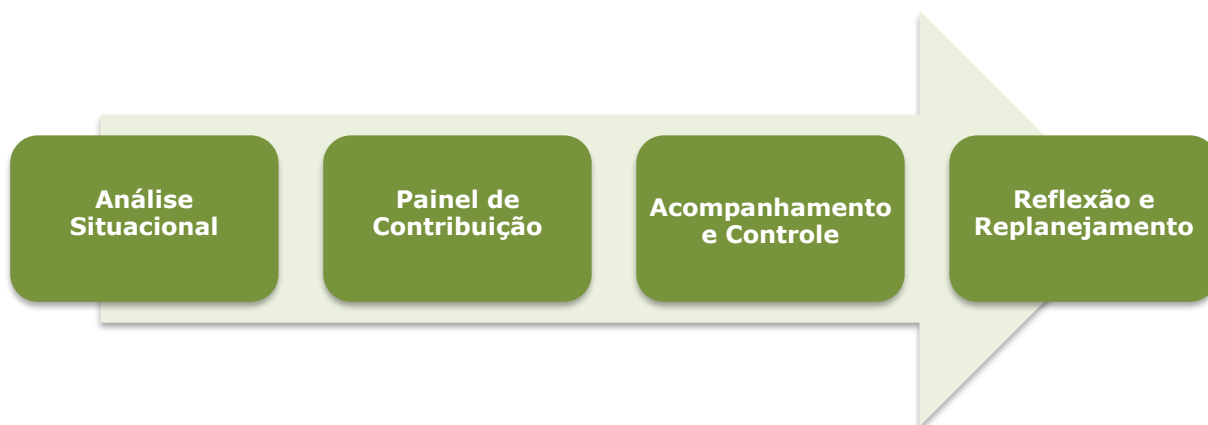 Análise
Situacional
Painel de
Contribuição
Acompanhamento
e Controle
Reflexão e
Replanejamento